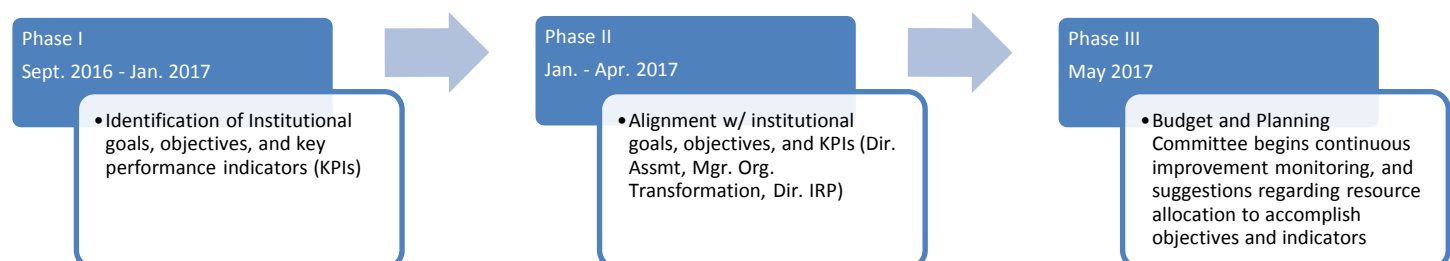 Phase I
Sept. 2016 - Jan. 2017
•Identification of Institutional
goals, objectives, and key
performance indicators (KPIs)
Phase II
Jan. - Apr. 2017
•Alignment w/ institutional
goals, objectives, and KPIs (Dir.
Assmt, Mgr. Org.
Transformation, Dir. IRP)
Phase III
May 2017
•Budget and Planning
Committee begins continuous
improvement monitoring, and
suggestions regarding resource
allocation to accomplish
objectives and indicators